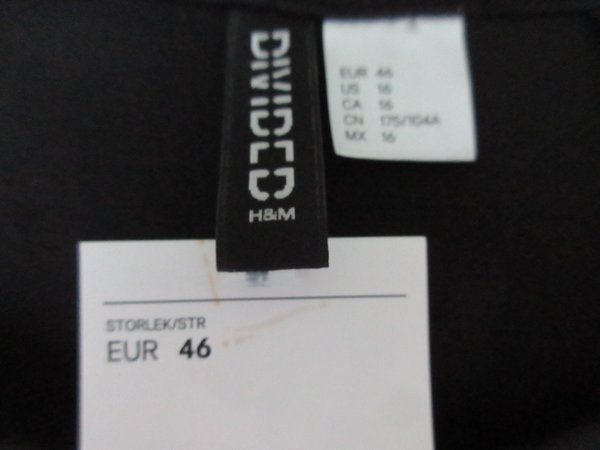 DIVIDED
H&M
EUR 46
US 16
CA 16
CN 175/104A
MX 16
STORLEK/STR
EUR 46